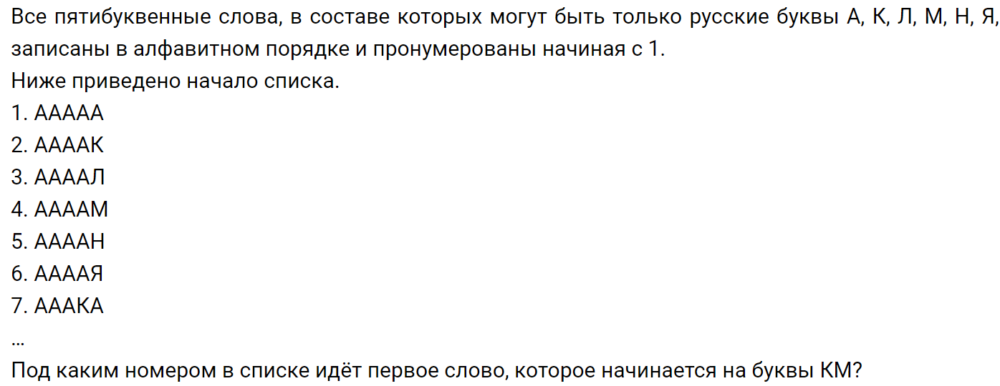 Все пятибуквенные слова, в составе которых могут быть только русские буквы А, К, Л, М, Н, Я,
записаны в алфавитном порядке и пронумерованы начиная с 1.
Ниже приведено начало списка.
1. ААААА
2. ААААК
3. ААААЛ
4. ААААМ
5. ААААН
6. ААААЯ
7. АААКА
…
Под каким номером в списке идёт первое слово, которое начинается на буквы КМ?